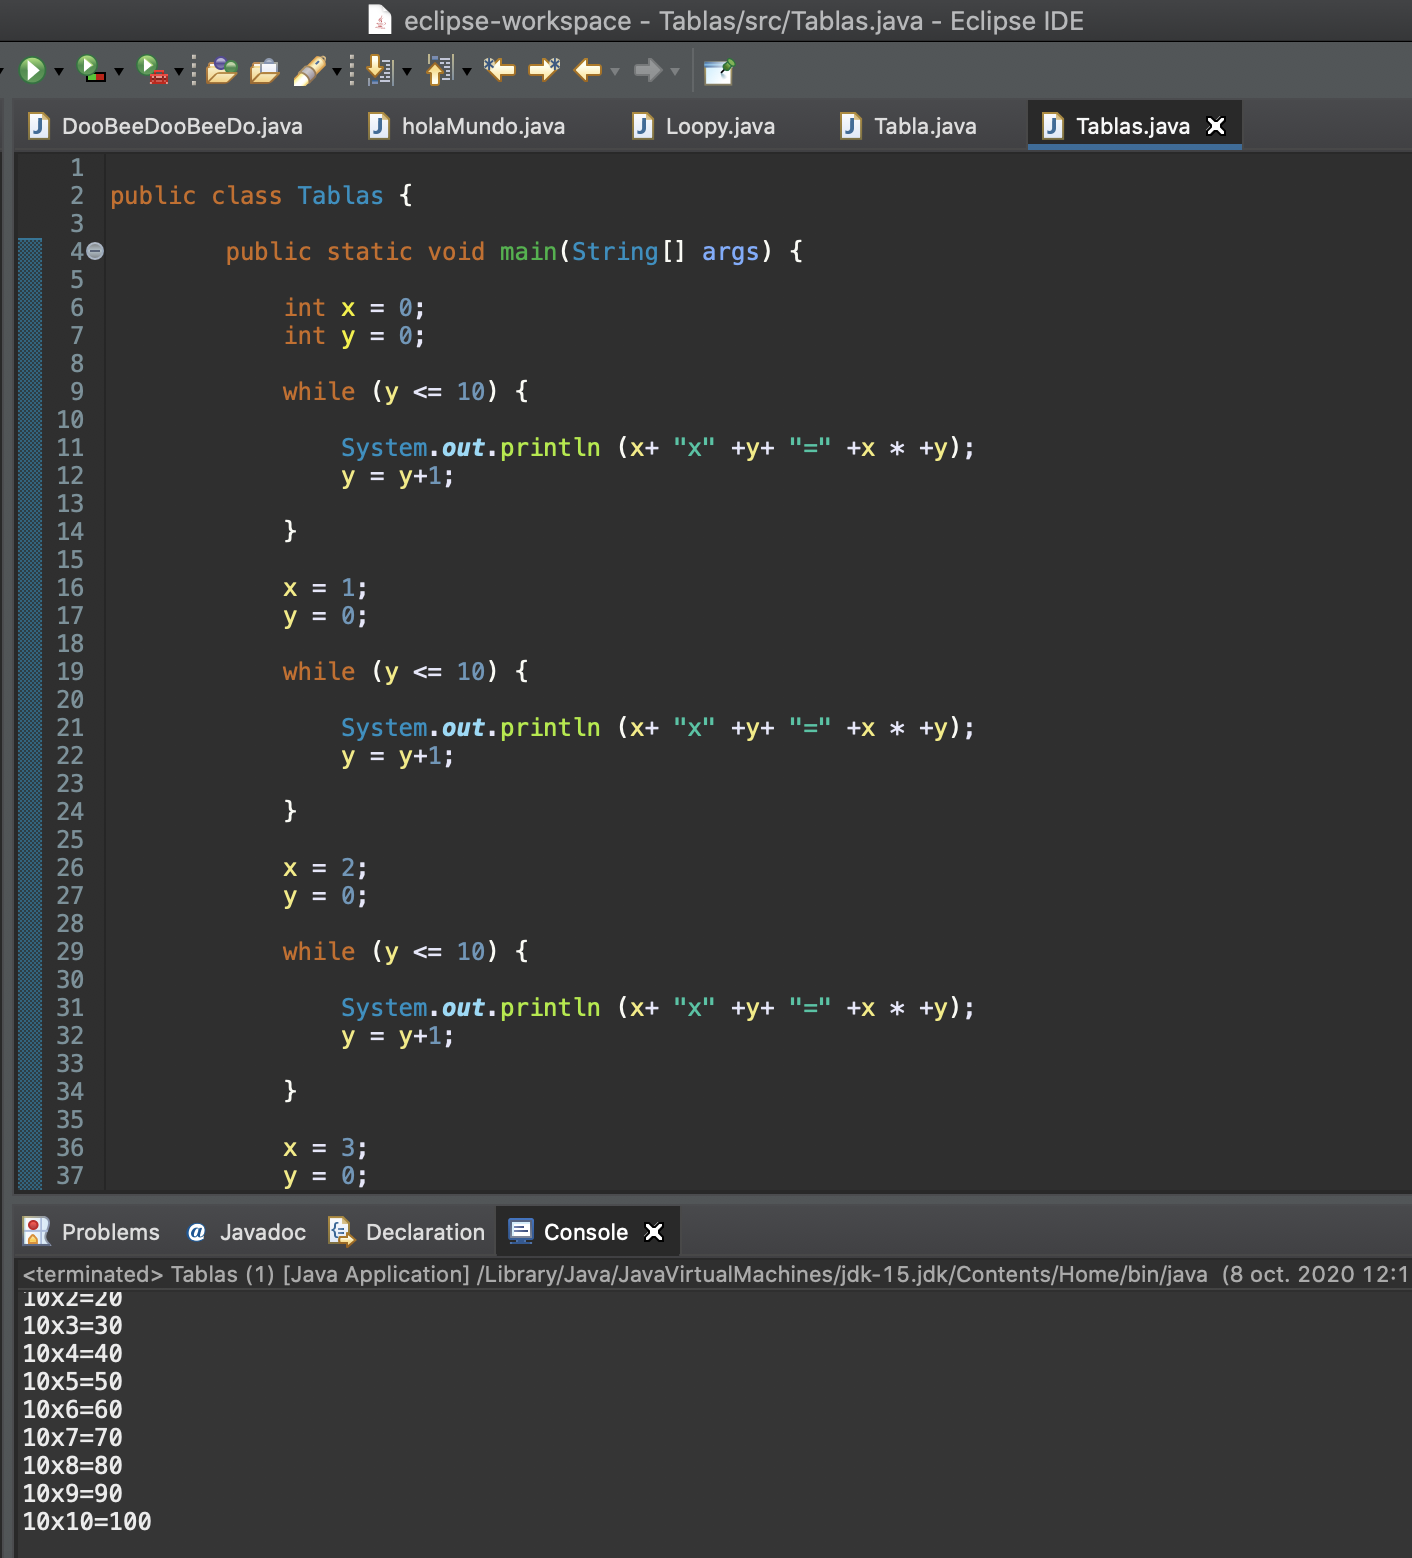 eclipse-workspace - Tablas/src/Tablas.java - Eclipse IDE
DooBeeDooBeeDo.java holaMundo.java Loopy.java Tabla.java Tablas.java
1
2 public class Tablas {
3
4 public static void main(String[] args) {
5
6 int x = 0;
7 int y = 0;
8
9 while (y <= 10) {
10
11 System.out.println (x+ "x" +y+ "=" +x * +y);
12 y = y+1;
13
14 }
15
16 x = 1;
17 y = 0;
18
19 while (y <= 10) {
20
21 System.out.println (x+ "x" +y+ "=" +x * +y);
22 y = y+1;
23
24 }
25
26 x = 2;
27 y = 0;
28
29 while (y <= 10) {
30
31 System.out.println (x+ "x" +y+ "=" +x * +y);
32 y = y+1;
33
34 }
35
36 x = 3;
37 y = 0;
Problems @ Javadoc Declaration Console
<terminated> Tablas (1) [Java Application] /Library/Java/JavaVirtualMachines/jdk-15.jdk/Contents/Home/bin/java (8 oct. 2020 12:1
10x2=20
10x3=30
10x4=40
10x5=50
10x6=60
10x7=70
10x8=80
10x9=90
10x10=100